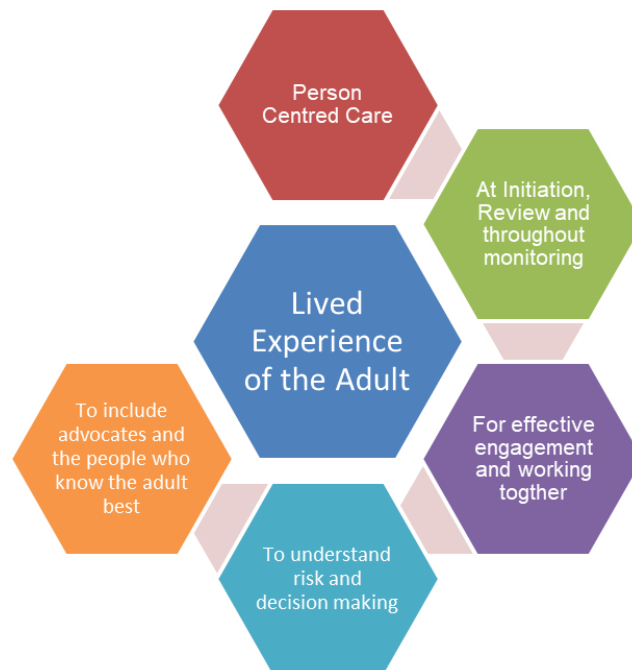 Person
Centred Care
At Initiation,
Review and
throughout
monitoring
Lived
Experience
of the Adult
For effective
engagement
and working
togther
To understand
risk and
decision making
To include
advocates and
the people who
know the adult
best